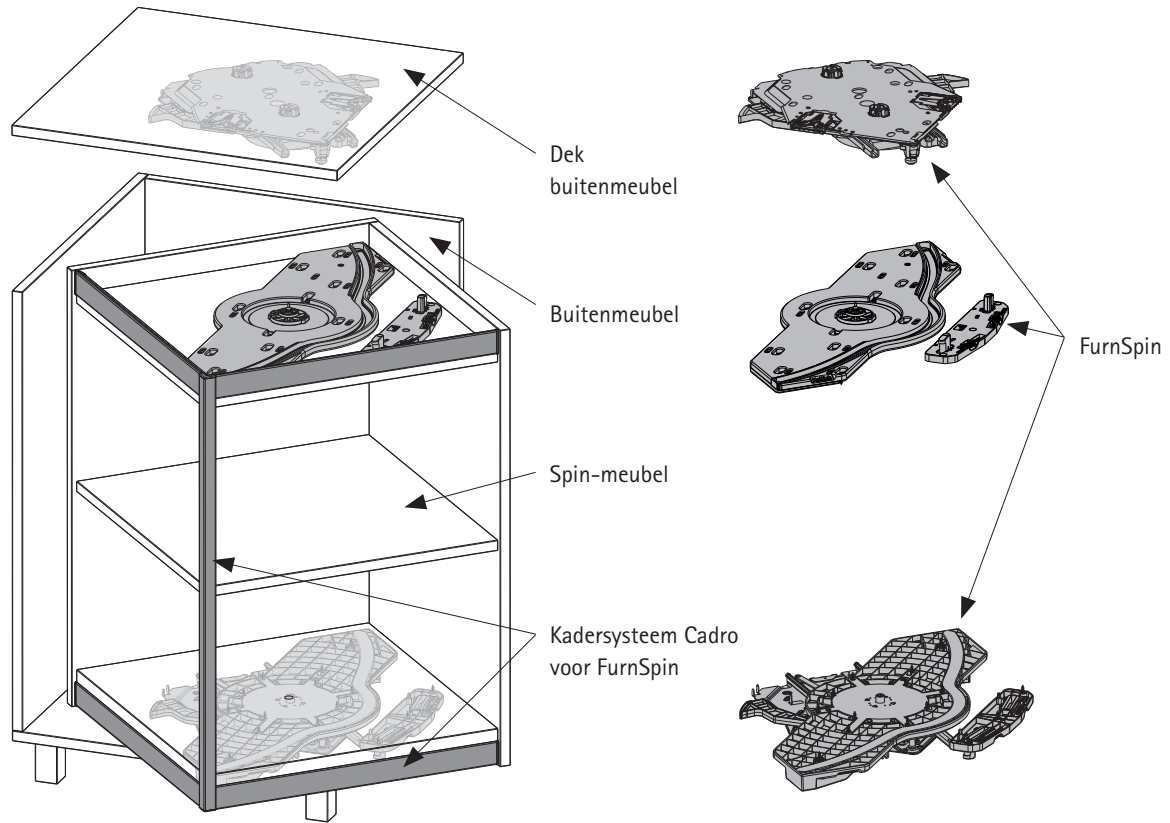 Dek
buitenmeubel
Buitenmeubel
FurnSpin
Spin-meubel
Kadersysteem Cadro
voor FurnSpin